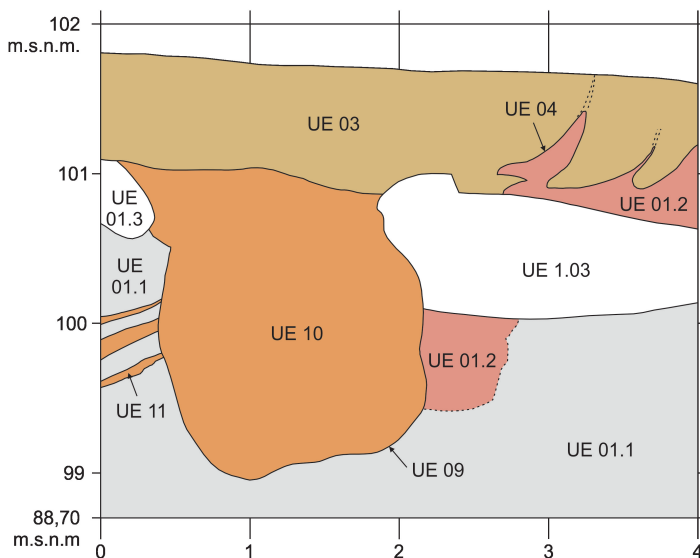 102
m.s.n.m.
UE 03
UE 04
101
UE
01.3
UE 01.2
UE
01.1
UE 1.03
100
UE 10
UE 01.2
UE 11
UE 01.1
99
UE 09
88,70
m.s.n.m
0 1 2 3 4